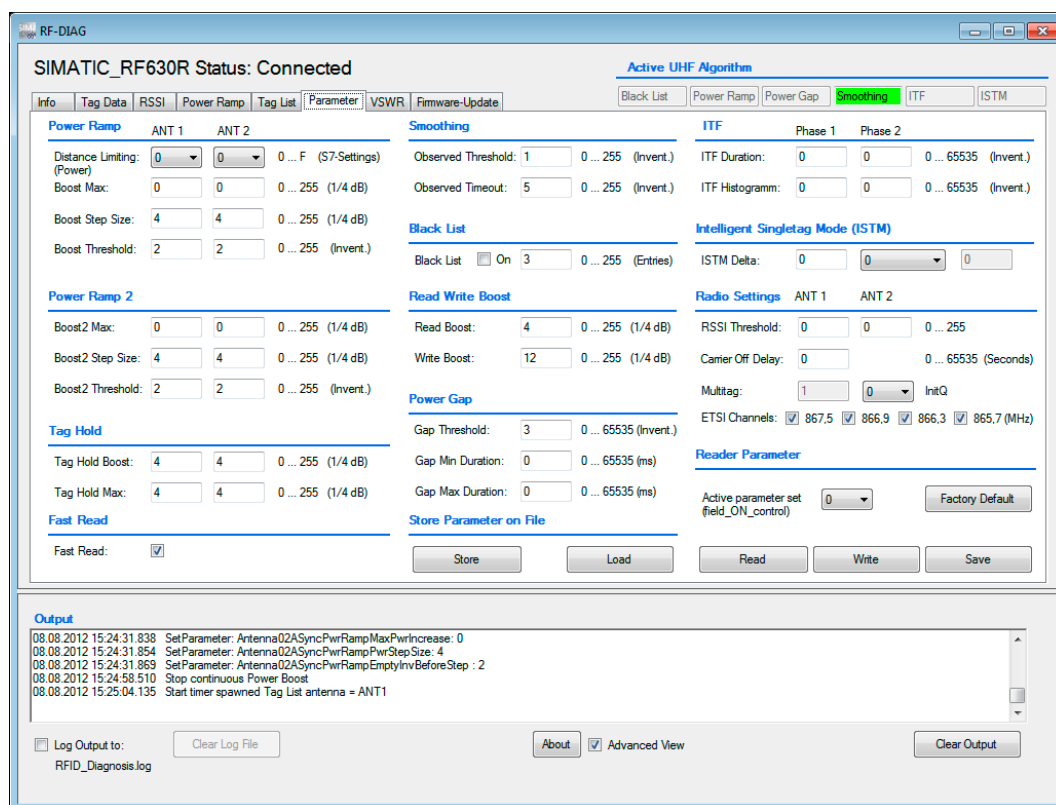 RF-DIAG
SIMATIC_RF630R Status: Connected
Active UHF Algorithm
Black List Power Ramp Power Gap Smoothing ITF ISTM
Info Tag Data RSSI Power Ramp Tag List Parameter VSWR Firmware-Update
Power Ramp ANT 1 ANT 2
Distance Limiting: 0 0 0 ... F (S7-Settings)
(Power)
Boost Max: 0 0 0 ... 255 (1/4 dB)
Boost Step Size: 4 4 0 ... 255 (1/4 dB)
Boost Threshold: 2 2 0 ... 255 (Invent.)
Power Ramp 2
Boost2 Max: 0 0 0 ... 255 (1/4 dB)
Boost2 Step Size: 4 4 0 ... 255 (1/4 dB)
Boost2 Threshold: 2 2 0 ... 255 (Invent.)
Tag Hold
Tag Hold Boost: 4 4 0 ... 255 (1/4 dB)
Tag Hold Max: 4 4 0 ... 255 (1/4 dB)
Fast Read
Fast Read:
Smoothing
Observed Threshold: 1 0 ... 255 (Invent.)
Observed Timeout: 5 0 ... 255 (Invent.)
Black List
Black List On 3 0 ... 255 (Entries)
Read Write Boost
Read Boost: 4 0 ... 255 (1/4 dB)
Write Boost: 12 0 ... 255 (1/4 dB)
Power Gap
Gap Threshold: 3 0 ... 65535 (Invent.)
Gap Min Duration: 0 0 ... 65535 (ms)
Gap Max Duration: 0 0 ... 65535 (ms)
Store Parameter on File
Store Load
ITF Phase 1 Phase 2
ITF Duration: 0 0 0 ... 65535 (Invent.)
ITF Histogramm: 0 0 0 ... 65535 (Invent.)
Intelligent Singletag Mode (ISTM)
ISTM Delta: 0 0 0
Radio Settings ANT 1 ANT 2
RSSI Threshold: 0 0 0 ... 255
Carrier Off Delay: 0 0 ... 65535 (Seconds)
Multitag: 1 0 InitQ
ETSI Channels: 867,5 866,9 866,3 865,7 (MHz)
Reader Parameter
Active parameter set 0 Factory Default
(field_ON_control)
Read Write Save
Output
08.08.2012 15:24:31.838 SetParameter: Antenna02ASyncPwrRampMaxPwrIncrease: 0
08.08.2012 15:24:31.854 SetParameter: Antenna02ASyncPwrRampPwrStepSize: 4
08.08.2012 15:24:31.869 SetParameter: Antenna02ASyncPwrRampEmptyInvBeforeStep : 2
08.08.2012 15:24:58.510 Stop continuous Power Boost
08.08.2012 15:25:04.135 Start timer spawned Tag List antenna = ANT1
Log Output to: Clear Log File About Advanced View Clear Output
RFID_Diagnosis.log